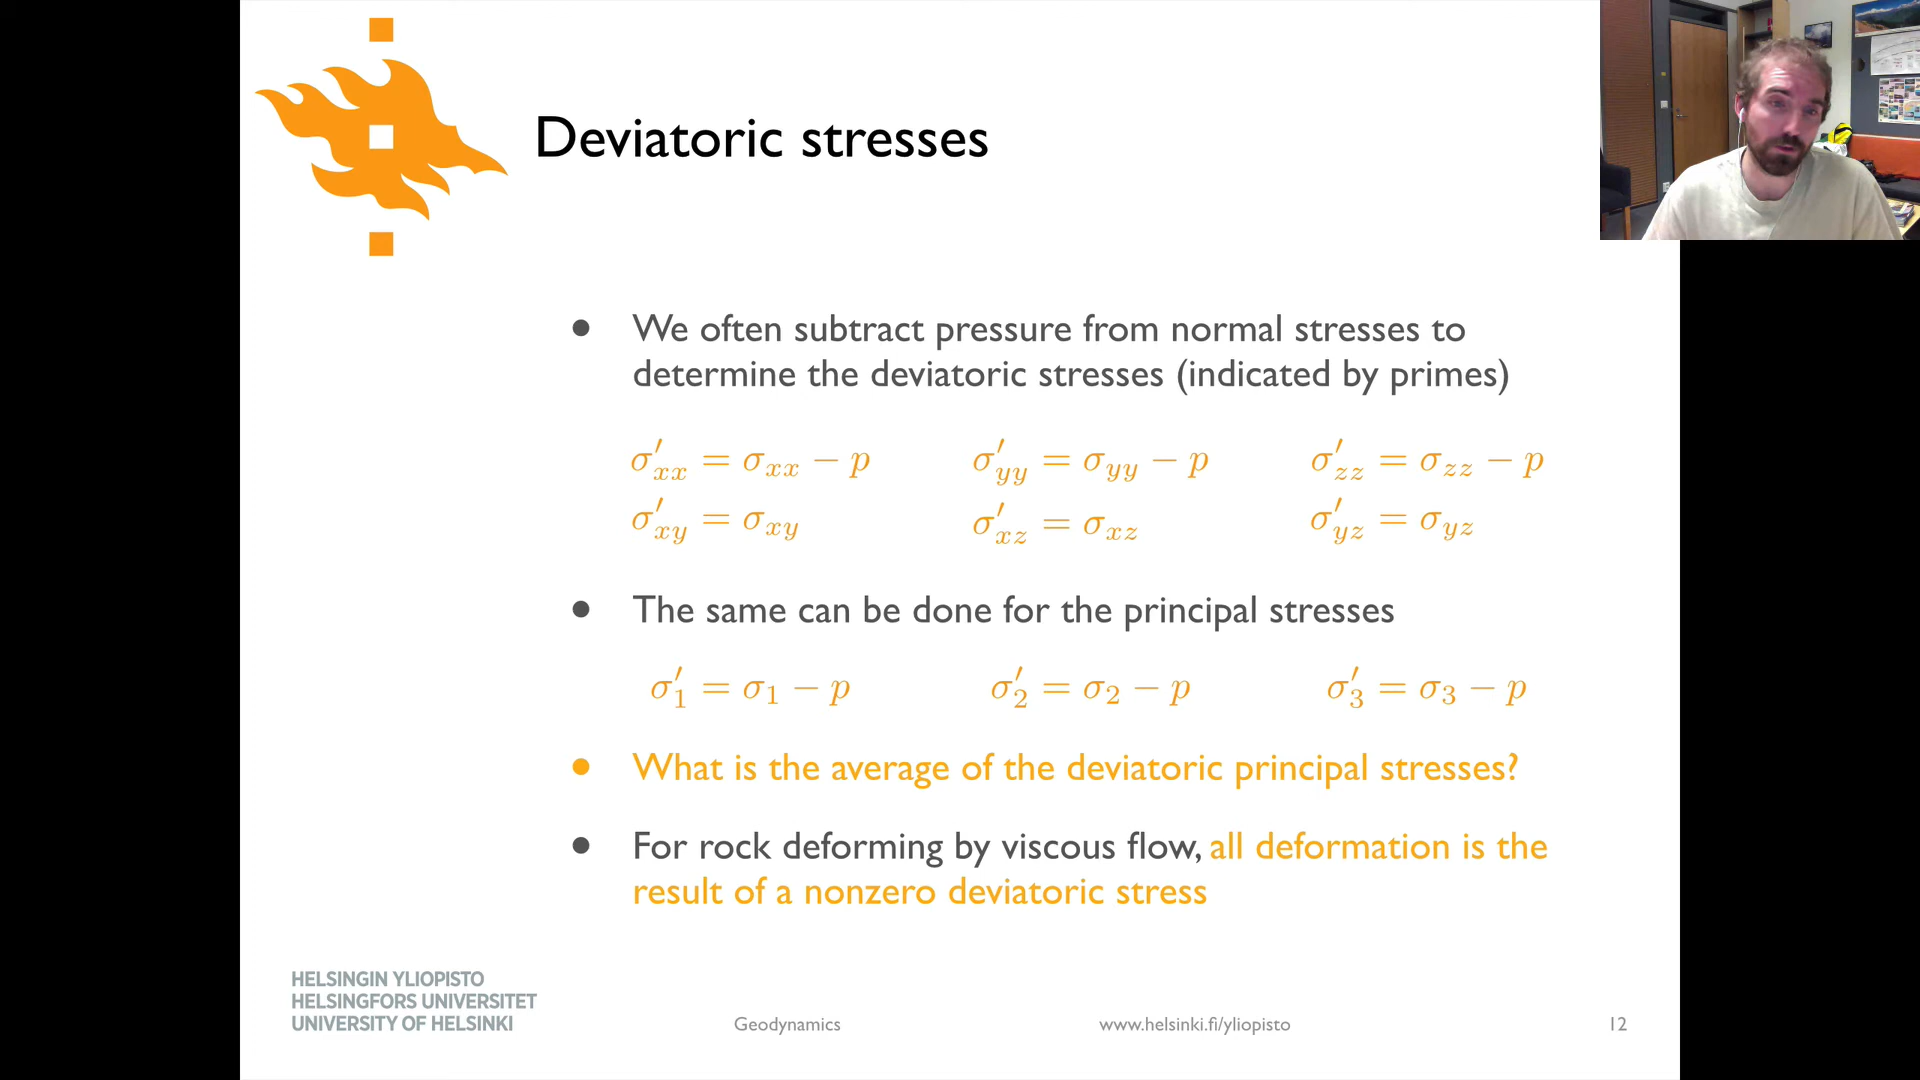 Deviatoric stresses
● We often subtract pressure from normal stresses to
determine the deviatoric stresses (indicated by primes)
σ′xx = σxx − p σ′yy = σyy − p σ′zz = σzz − p
σ′xy = σxy σ′xz = σxz σ′yz = σyz
● The same can be done for the principal stresses
σ′1 = σ1 − p σ′2 = σ2 − p σ′3 = σ3 − p
● What is the average of the deviatoric principal stresses?
● For rock deforming by viscous flow, all deformation is the
result of a nonzero deviatoric stress
HELSINGIN YLIOPISTO
HELSINGFORS UNIVERSITET
UNIVERSITY OF HELSINKI
Geodynamics
www.helsinki.fi/yliopisto
12